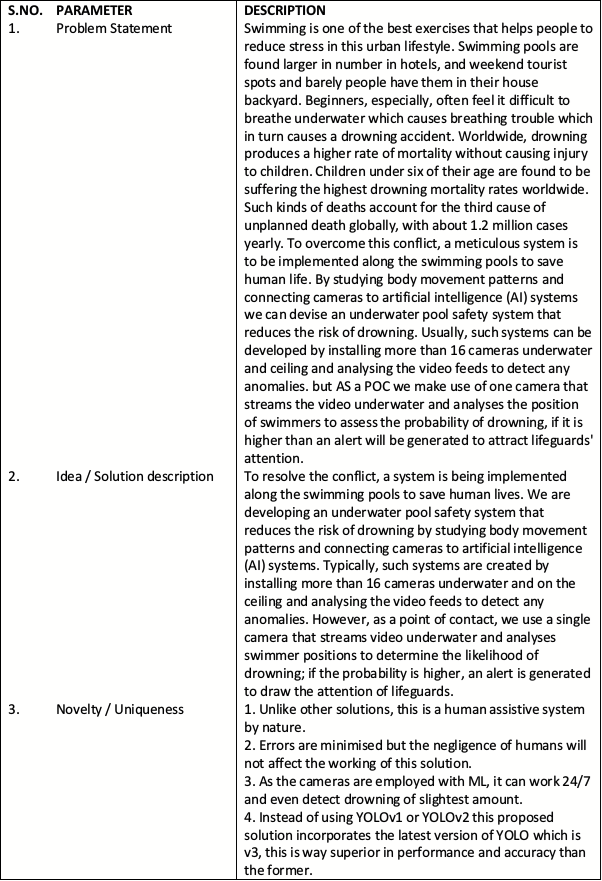 S.NO. PARAMETER DESCRIPTION
1. Problem Statement Swimming is one of the best exercises that helps people to
reduce stress in this urban lifestyle. Swimming pools are
found larger in number in hotels, and weekend tourist
spots and barely people have them in their house
backyard. Beginners, especially, often feel it difficult to
breathe underwater which causes breathing trouble which
in turn causes a drowning accident. Worldwide, drowning
produces a higher rate of mortality without causing injury
to children. Children under six of their age are found to be
suffering the highest drowning mortality rates worldwide.
Such kinds of deaths account for the third cause of
unplanned death globally, with about 1.2 million cases
yearly. To overcome this conflict, a meticulous system is
to be implemented along the swimming pools to save
human life. By studying body movement patterns and
connecting cameras to artificial intelligence (AI) systems
we can devise an underwater pool safety system that
reduces the risk of drowning. Usually, such systems can be
developed by installing more than 16 cameras underwater
and ceiling and analysing the video feeds to detect any
anomalies. but AS a POC we make use of one camera that
streams the video underwater and analyses the position
of swimmers to assess the probability of drowning, if it is
higher than an alert will be generated to attract lifeguards'
attention.
2. Idea / Solution description To resolve the conflict, a system is being implemented
along the swimming pools to save human lives. We are
developing an underwater pool safety system that
reduces the risk of drowning by studying body movement
patterns and connecting cameras to artificial intelligence
(AI) systems. Typically, such systems are created by
installing more than 16 cameras underwater and on the
ceiling and analysing the video feeds to detect any
anomalies. However, as a point of contact, we use a single
camera that streams video underwater and analyses
swimmer positions to determine the likelihood of
drowning; if the probability is higher, an alert is generated
to draw the attention of lifeguards.
3. Novelty / Uniqueness 1. Unlike other solutions, this is a human assistive system
by nature.
2. Errors are minimised but the negligence of humans will
not affect the working of this solution.
3. As the cameras are employed with ML, it can work 24/7
and even detect drowning of slightest amount.
4. Instead of using YOLOv1 or YOLOv2 this proposed
solution incorporates the latest version of YOLO which is
v3, this is way superior in performance and accuracy than
the former.